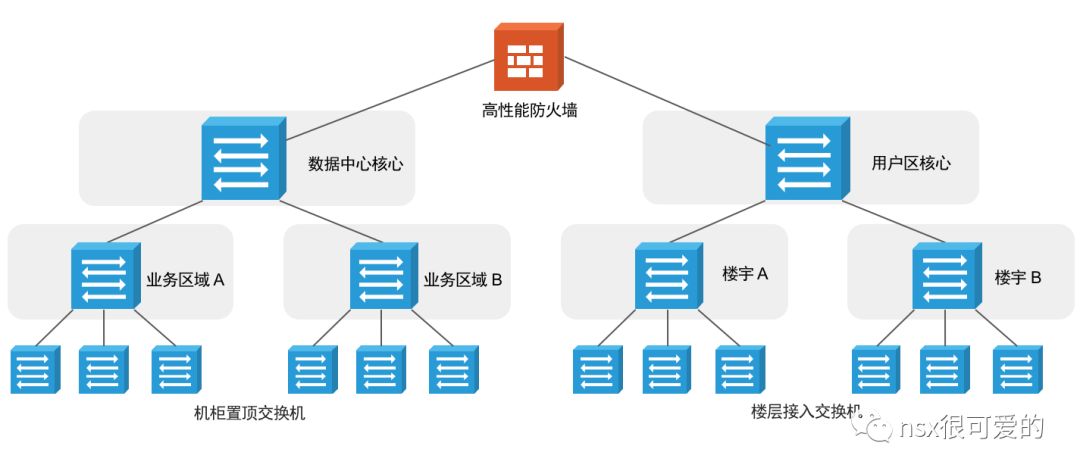 高性能防火墙
数据中心核心
用户区核心
业务区域 A
业务区域 B
楼宇 A
楼宇 B
机柜置顶交换机
楼层接入交换机
nsx很可爱的